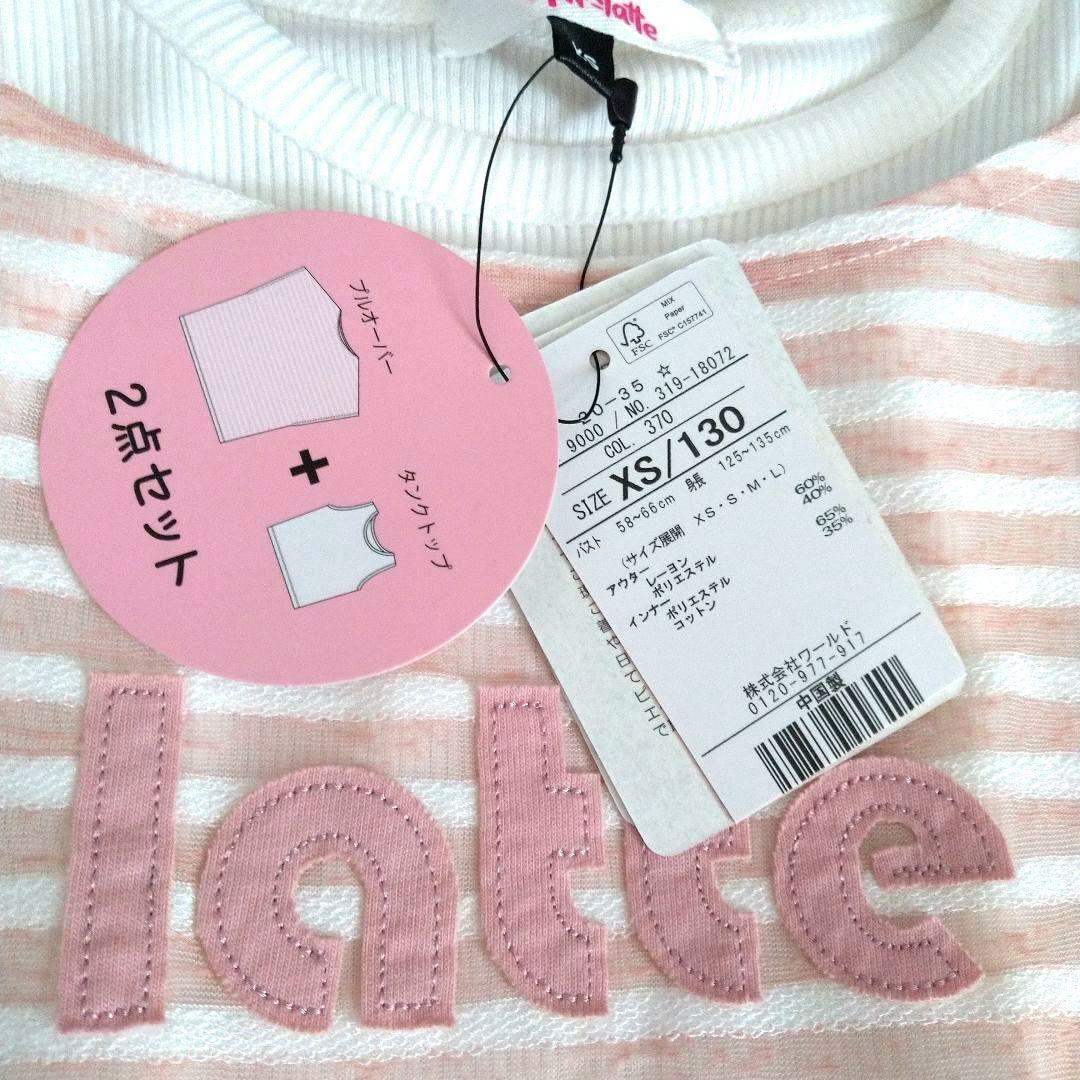 latte
XS
プルオーバー
+
タンクトップ
2点セット
FSC
MIX
Paper
FSC® C157741
20-35 ☆
9000 / NO. 319-18072
COL. 370
SIZE XS/130
バスト 58~66cm 身長 125~135cm
(サイズ展開 XS・S・M・L)
アウター レーヨン 60%
ポリエステル 40%
インナー ポリエステル 65%
コットン 35%
株式会社ワールド
0120-977-917
中国製
latte